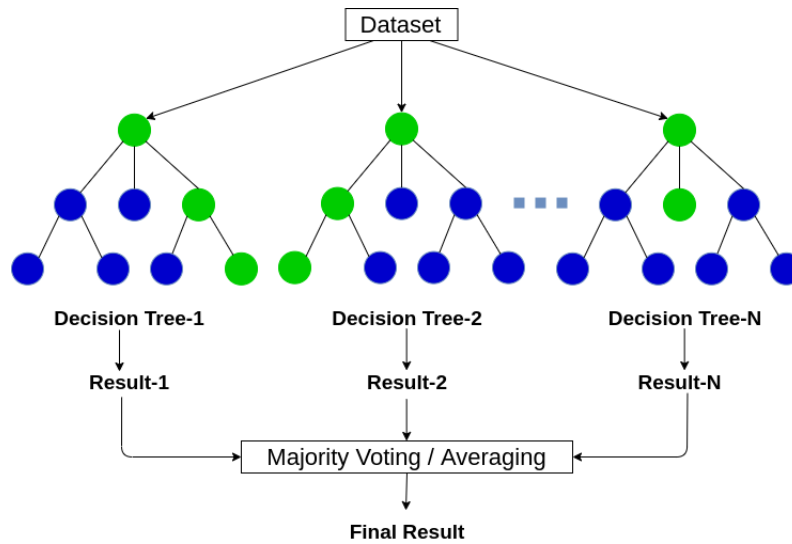 Dataset
Decision Tree-1
Decision Tree-2
Decision Tree-N
Result-1
Result-2
Result-N
Majority Voting / Averaging
Final Result